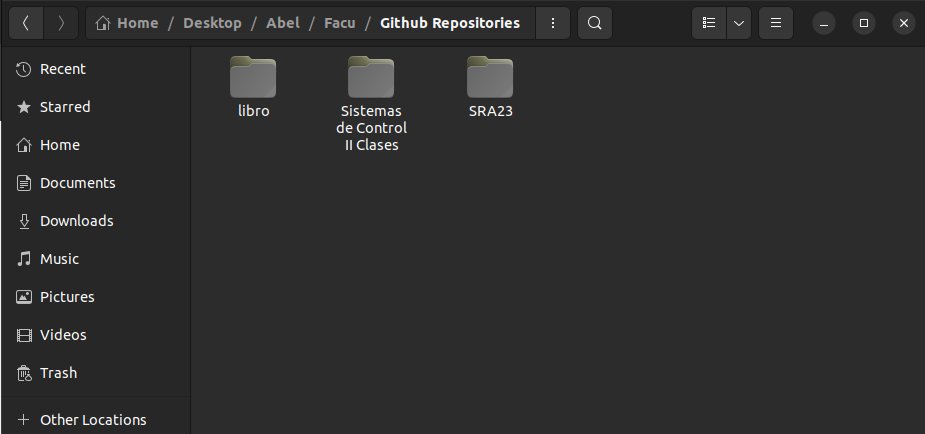 Home / Desktop / Abel / Facu / Github Repositories
Recent
Starred
Home
Documents
Downloads
Music
Pictures
Videos
Trash
Other Locations
libro
Sistemas
de Control
II Clases
SRA23